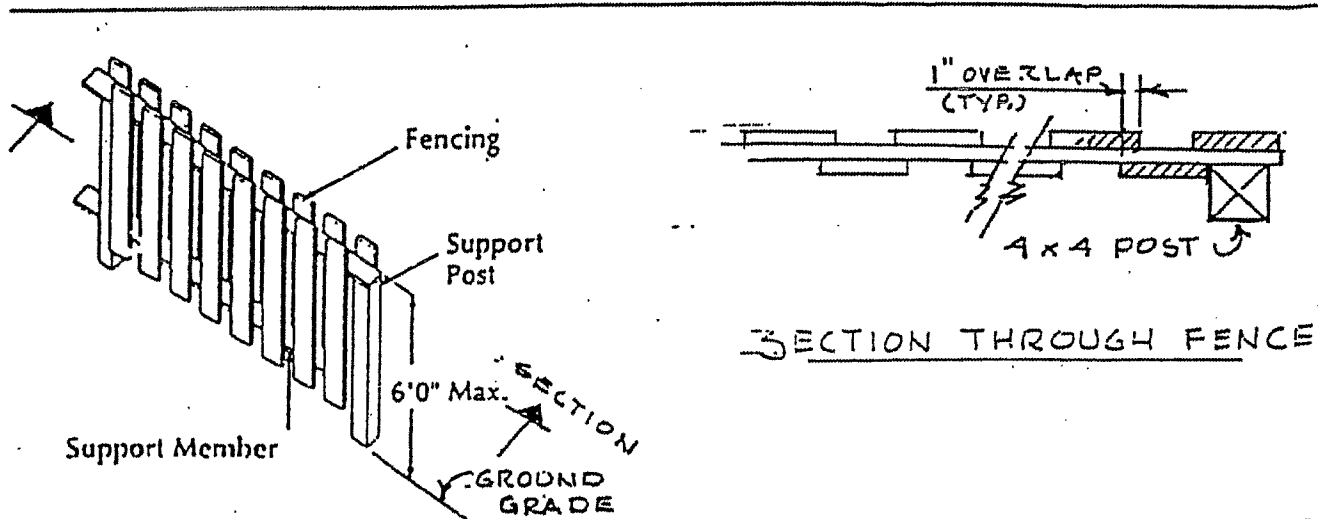 Fencing
Support
Post
6'0" Max.
SECTION
Support Member
GROUND
GRADE
1" OVERLAP
(TYP.)
4 x 4 POST
SECTION THROUGH FENCE